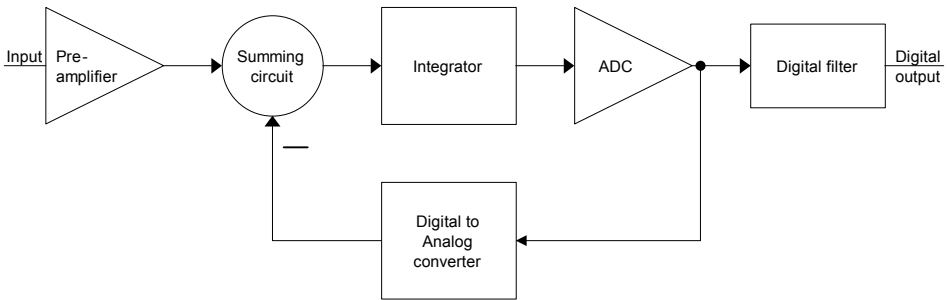 Input
Pre-
amplifier
Summing
circuit
Integrator
ADC
Digital filter
Digital
output
Digital to
Analog
converter